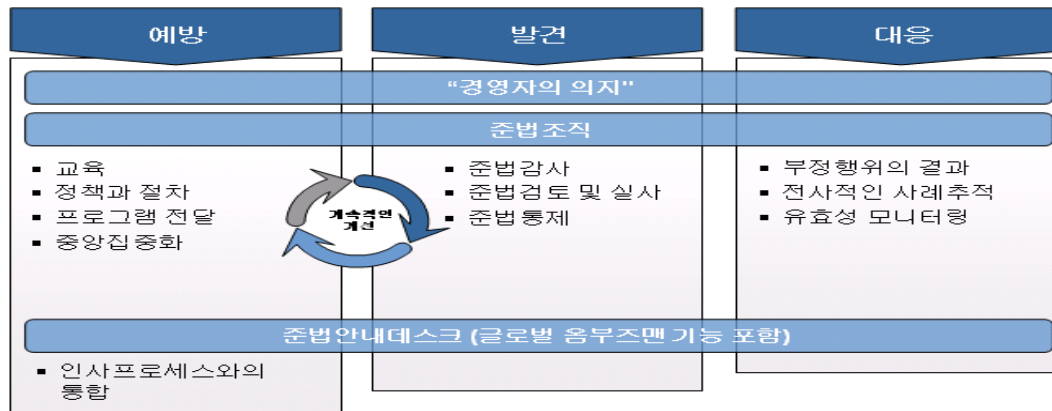 예방
발견
대응
“경영자의 의지"
준법조직
▪ 교육
▪ 정책과 절차
▪ 프로그램 전달
▪ 중앙집중화
계속적인
개선
▪ 준법감사
▪ 준법검토 및 실사
▪ 준법통제
▪ 부정행위의 결과
▪ 전사적인 사례추적
▪ 유효성 모니터링
준법안내데스크 (글로벌 옴부즈맨 기능 포함)
▪ 인사프로세스와의
통합